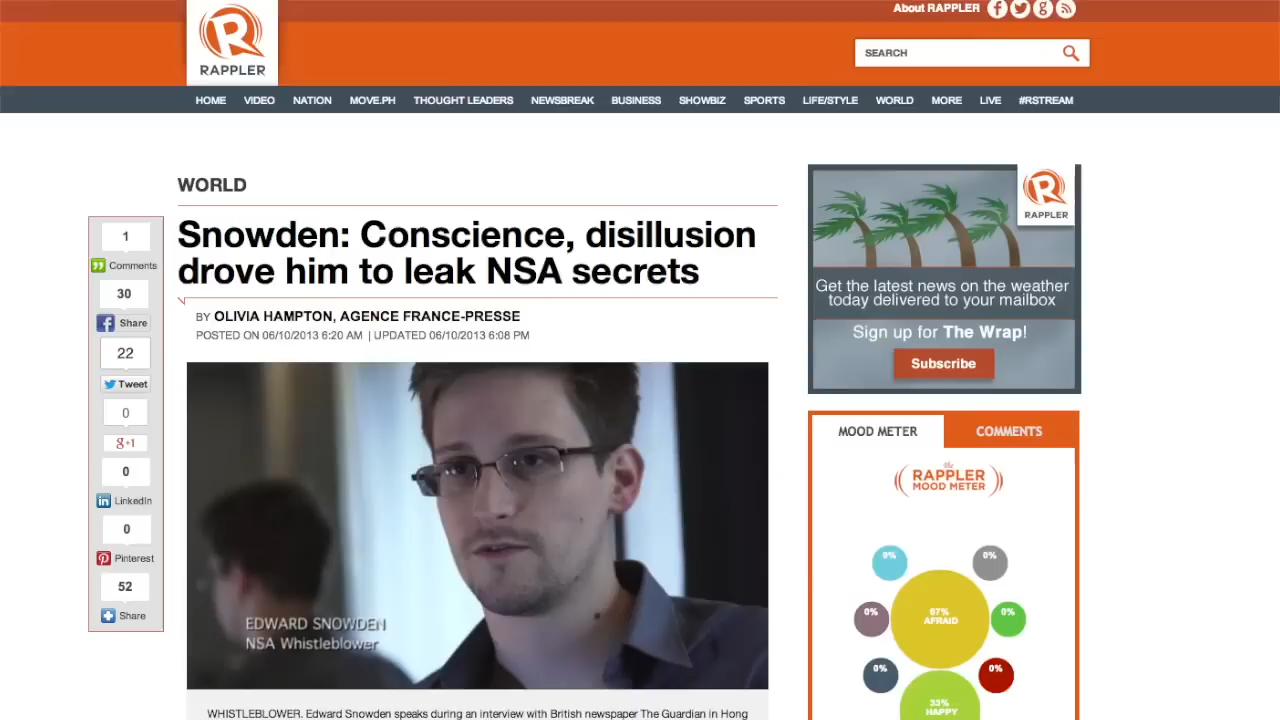 About RAPPLER
RAPPLER
SEARCH
HOME VIDEO NATION MOVE.PH THOUGHT LEADERS NEWSBREAK BUSINESS SHOWBIZ SPORTS LIFE/STYLE WORLD MORE LIVE #RSTREAM
WORLD
Snowden: Conscience, disillusion
drove him to leak NSA secrets
BY OLIVIA HAMPTON, AGENCE FRANCE-PRESSE
POSTED ON 06/10/2013 6:20 AM | UPDATED 06/10/2013 6:08 PM
1
Comments
30
Share
22
Tweet
0
g+1
0
LinkedIn
0
Pinterest
52
Share
EDWARD SNOWDEN
NSA Whistleblower
WHISTLEBLOWER. Edward Snowden speaks during an interview with British newspaper The Guardian in Hong
RAPPLER
Get the latest news on the weather
today delivered to your mailbox
Sign up for The Wrap!
Subscribe
MOOD METER COMMENTS
the
RAPPLER
MOOD METER
0% 0%
67%
AFRAID
0% 0%
0% 0%
33%
HAPPY